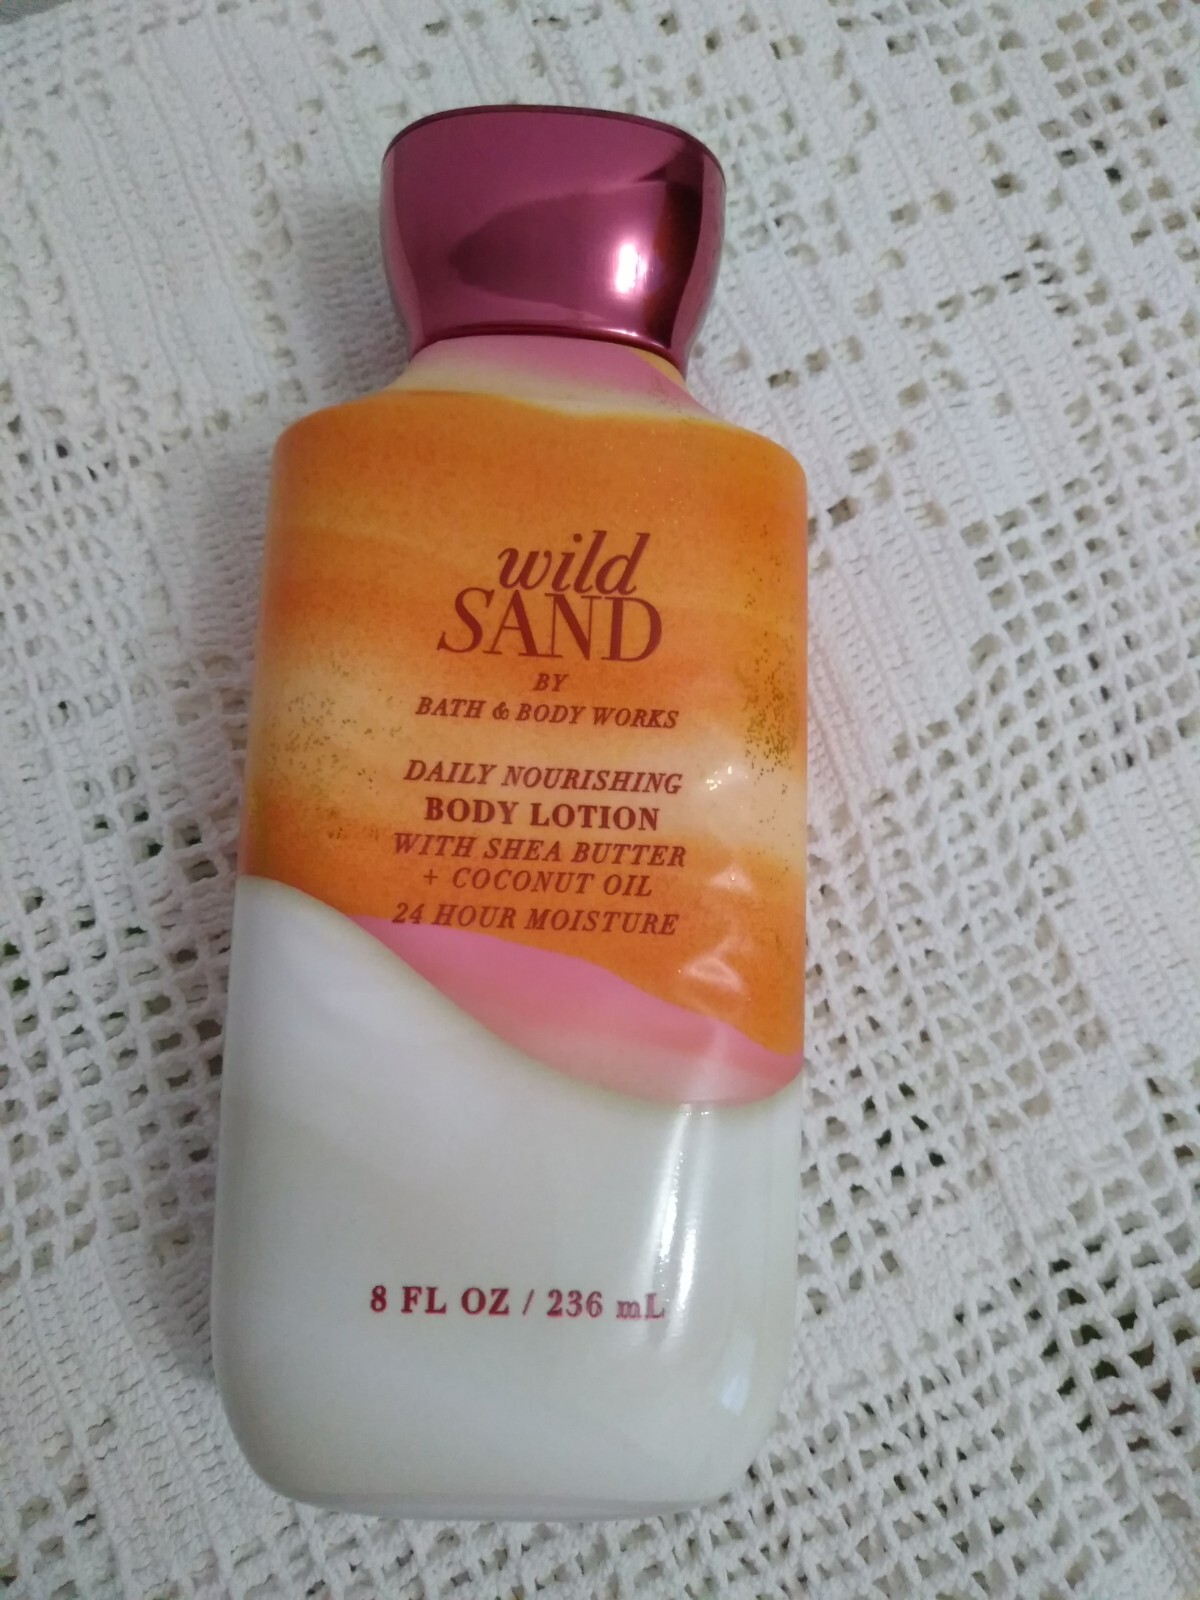 wild
SAND
BY
BATH & BODY WORKS
DAILY NOURISHING
BODY LOTION
WITH SHEA BUTTER
+ COCONUT OIL
24 HOUR MOISTURE
8 FL OZ / 236 mL